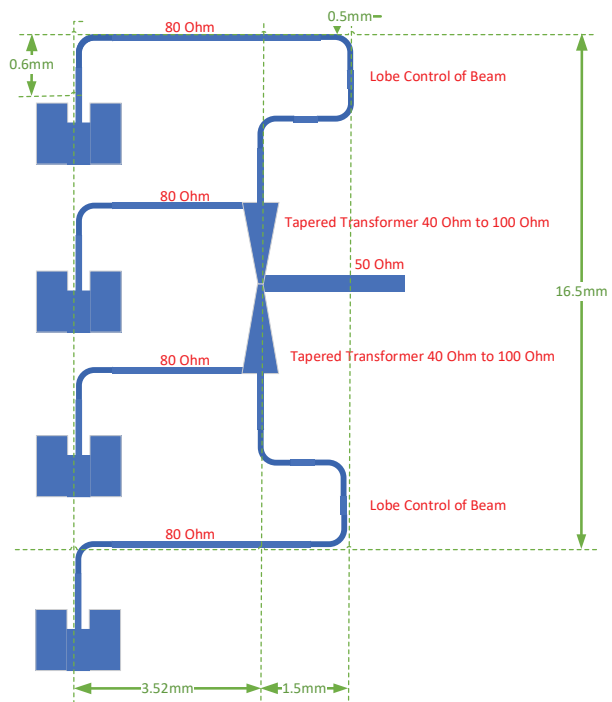 0.5mm
80 Ohm
0.6mm
Lobe Control of Beam
80 Ohm
Tapered Transformer 40 Ohm to 100 Ohm
50 Ohm
16.5mm
Tapered Transformer 40 Ohm to 100 Ohm
80 Ohm
Lobe Control of Beam
80 Ohm
3.52mm
1.5mm